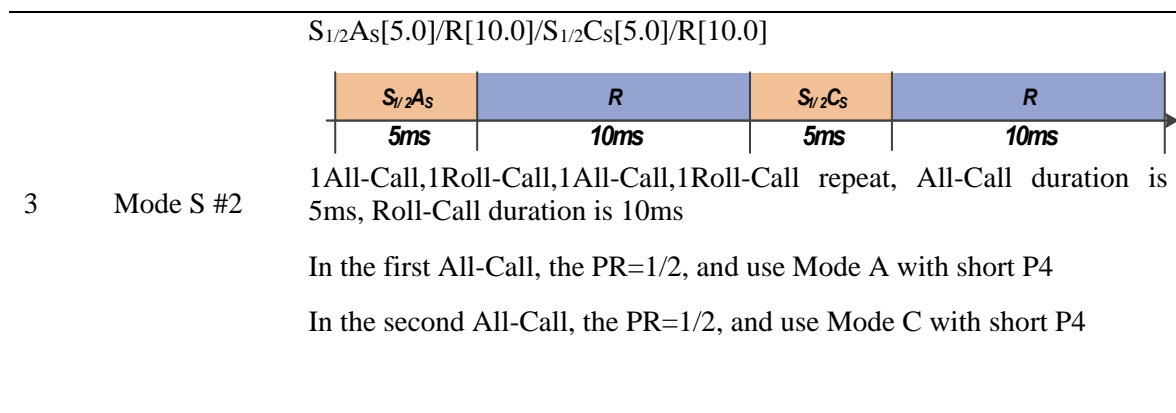 S1/2AS[5.0]/R[10.0]/S1/2CS[5.0]/R[10.0]
S1/2AS R S1/2CS R
5ms 10ms 5ms 10ms
3 Mode S #2
1All-Call,1Roll-Call,1All-Call,1Roll-Call repeat, All-Call duration is
5ms, Roll-Call duration is 10ms
In the first All-Call, the PR=1/2, and use Mode A with short P4
In the second All-Call, the PR=1/2, and use Mode C with short P4